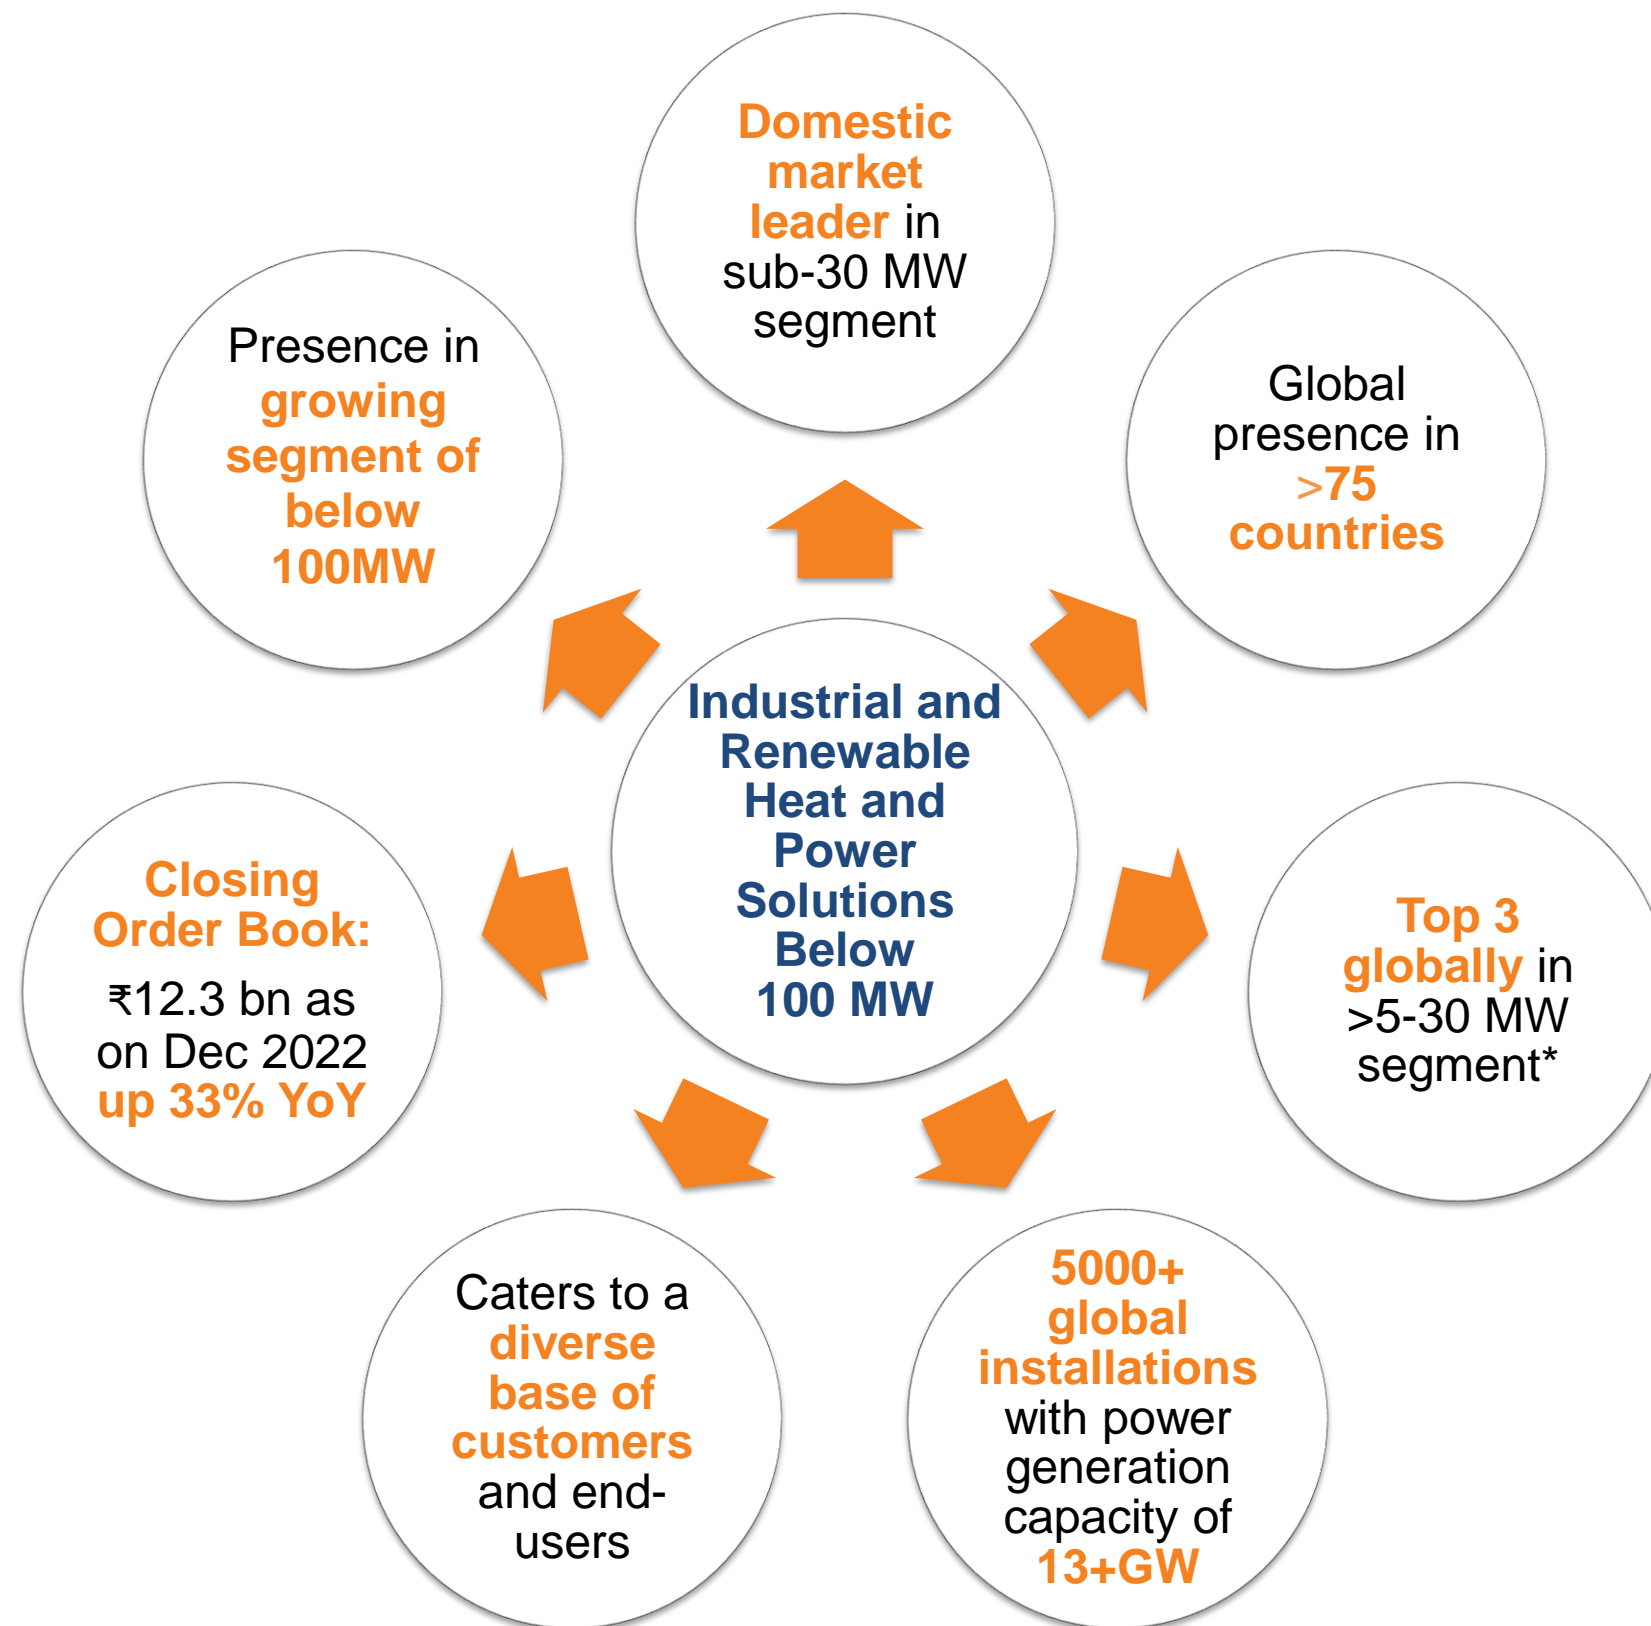 Domestic
market
leader in
sub-30 MW
segment
Presence in
growing
segment of
below
100MW
Global
presence in
>75
countries
Industrial and
Renewable
Heat and
Power
Solutions
Below
100 MW
Closing
Order Book:
₹12.3 bn as
on Dec 2022
up 33% YoY
Top 3
globally in
>5-30 MW
segment*
Caters to a
diverse
base of
customers
and end-
users
5000+
global
installations
with power
generation
capacity of
13+GW